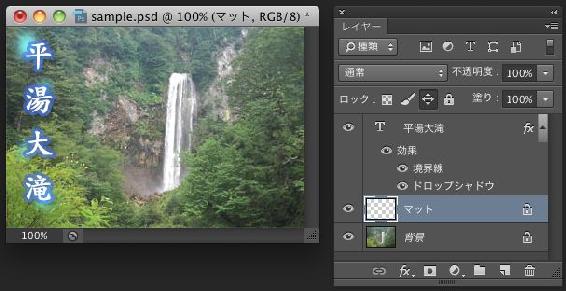 sample.psd @ 100% (マット, RGB/8) *
平湯大滝
100%
レイヤー
種類
通常
不透明度: 100%
ロック:
塗り: 100%
T 平湯大滝 fx
効果
境界線
ドロップシャドウ
マット
背景
fx